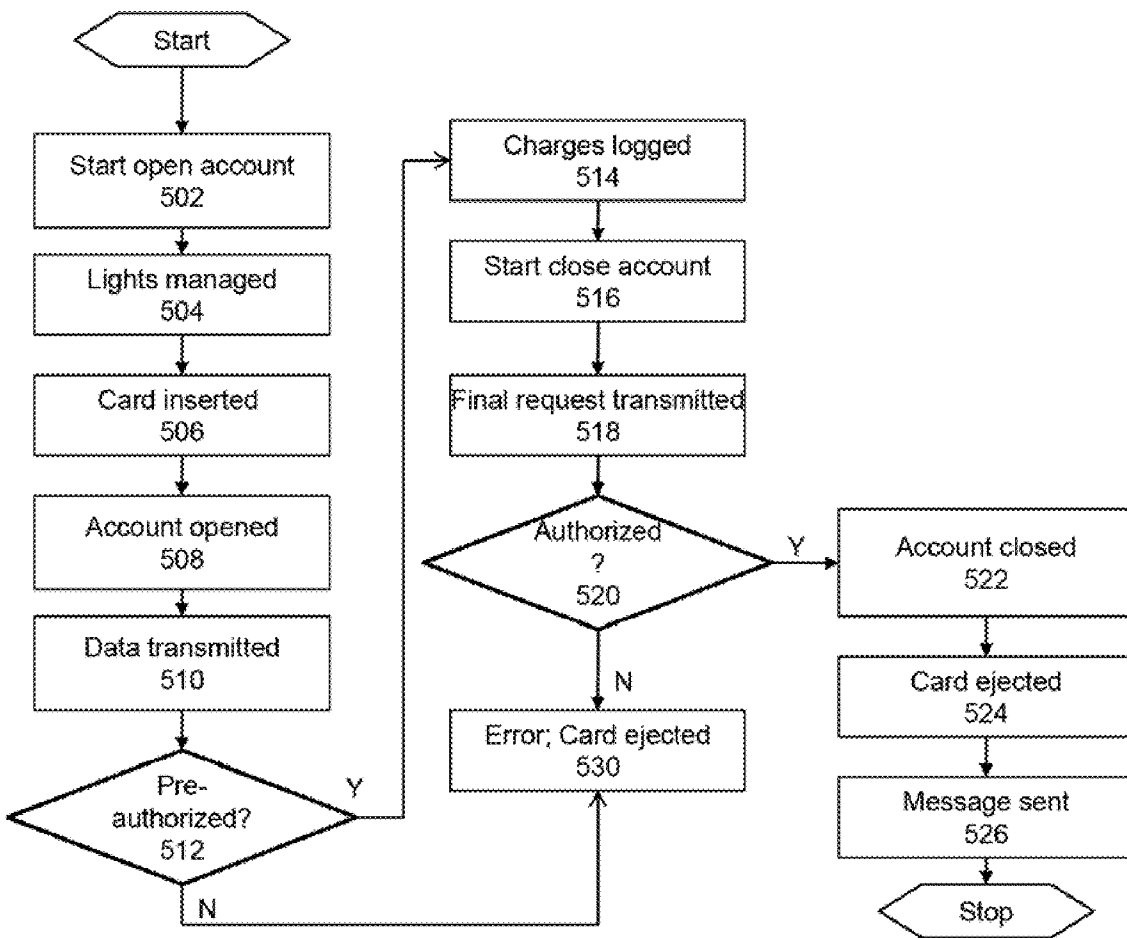 Start
Start open account
502
Lights managed
504
Card inserted
506
Account opened
508
Data transmitted
510
Pre-
authorized?
512
Y
N
Charges logged
514
Start close account
516
Final request transmitted
518
Authorized
?
520
Y
N
Error; Card ejected
530
Account closed
522
Card ejected
524
Message sent
526
Stop